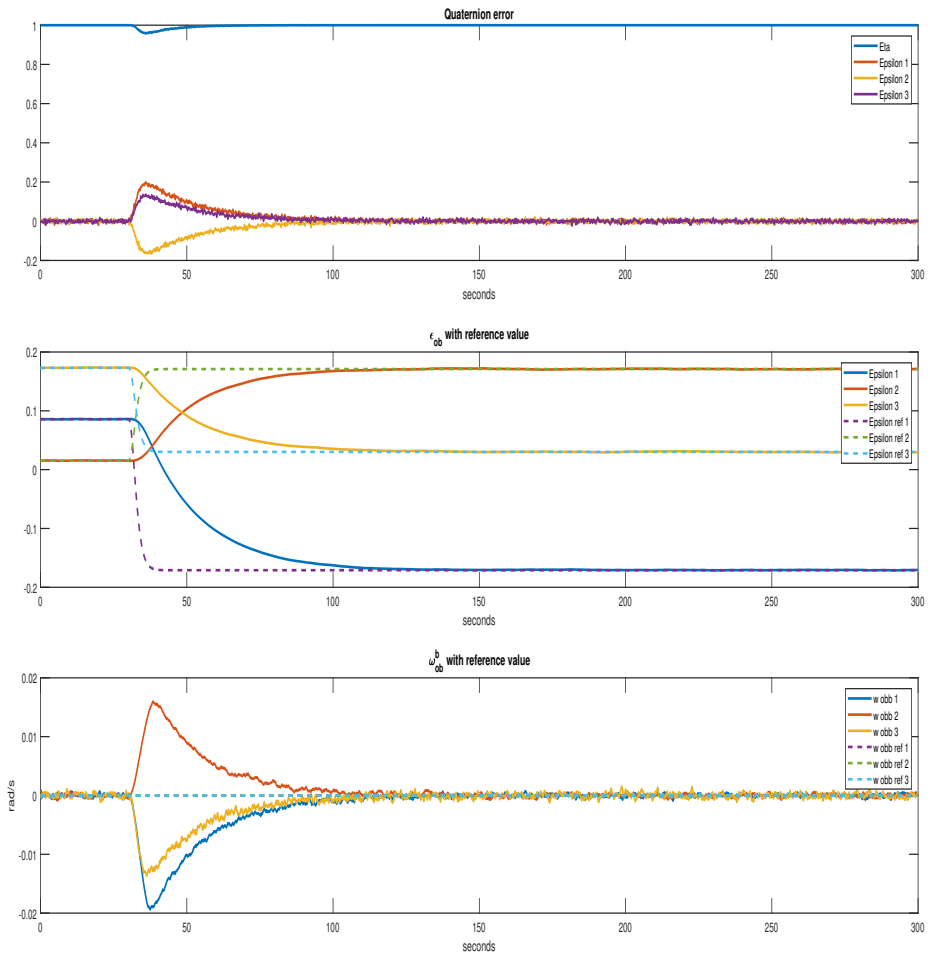 Quaternion error
1
0.8
0.6
0.4
0.2
0
-0.2
Eta
Epsilon 1
Epsilon 2
Epsilon 3
0 50 100 150 200 250 300
seconds
ϵob with reference value
0.2
0.1
0
-0.1
-0.2
Epsilon 1
Epsilon 2
Epsilon 3
Epsilon ref 1
Epsilon ref 2
Epsilon ref 3
0 50 100 150 200 250 300
seconds
ωbob with reference value
0.02
0.01
0
-0.01
-0.02
rad/s
w obb 1
w obb 2
w obb 3
w obb ref 1
w obb ref 2
w obb ref 3
0 50 100 150 200 250 300
seconds